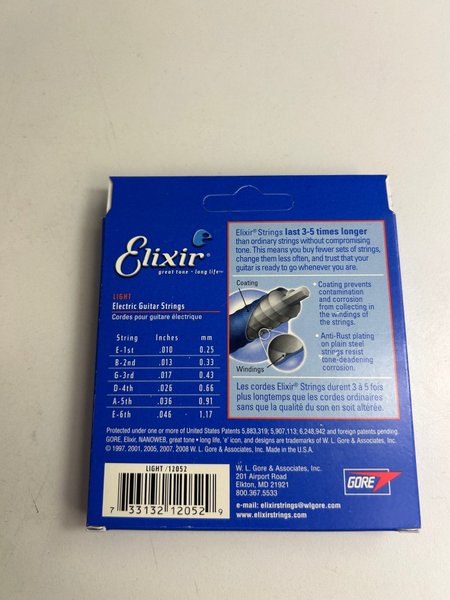 Elixir®
great tone • long life™
LIGHT
Electric Guitar Strings
Cordes pour guitare électrique
String Inches mm
E-1st .010 0.25
B-2nd .013 0.33
G-3rd .017 0.43
D-4th .026 0.66
A-5th .036 0.91
E-6th .046 1.17
Elixir® Strings last 3-5 times longer
than ordinary strings without compromising
tone. This means you buy fewer sets of strings,
change them less often, and trust that your
guitar is ready to go whenever you are.
Coating
Windings
• Coating prevents
contamination
and corrosion
from collecting in
the windings of
the strings.
• Anti-Rust plating
on plain steel
strings resist
tone-deadening
corrosion.
Les cordes Elixir® Strings durent 3 à 5 fois
plus longtemps que les cordes ordinaires
sans que la qualité du son en soit altérée.
Protected under one or more of United States Patents 5,883,319; 5,907,113; 6,248,942 and foreign patents pending.
GORE, Elixir, NANOWEB, great tone • long life, 'e' icon, and designs are trademarks of W. L. Gore & Associates, Inc.
© 1997, 2001, 2005, 2007, 2008 W. L. Gore & Associates, Inc. Made in the U.S.A.
LIGHT /12052
7 33132 12052 9
W. L. Gore & Associates, Inc.
201 Airport Road
Elkton, MD 21921
800.367.5533
e-mail: elixirstrings@wlgore.com
www.elixirstrings.com
GORE